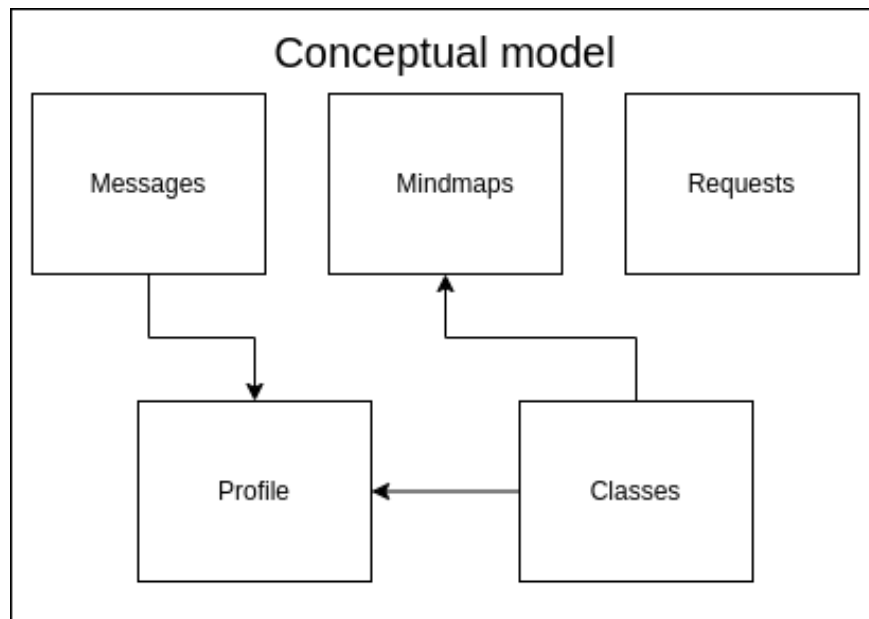 Conceptual model
Messages
Mindmaps
Requests
Profile
Classes